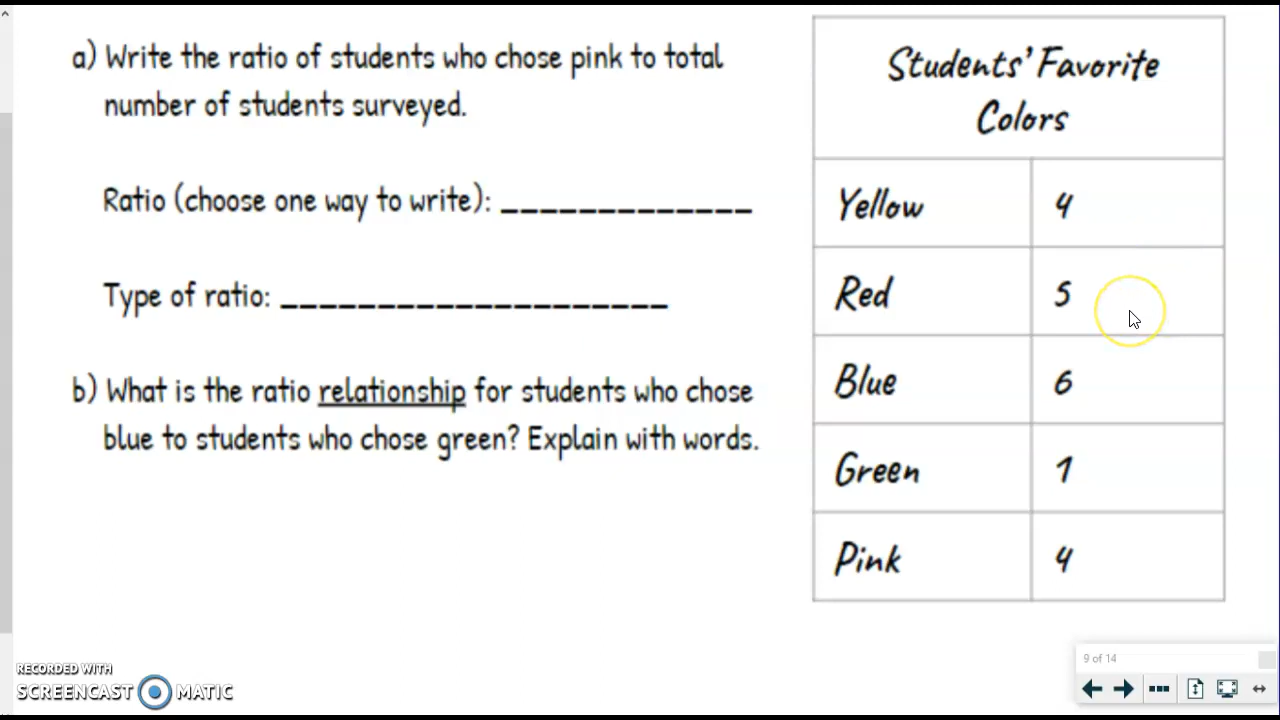 a) Write the ratio of students who chose pink to total
number of students surveyed.
Ratio (choose one way to write): _____________
Type of ratio: ____________________
b) What is the ratio relationship for students who chose
blue to students who chose green? Explain with words.
Students' Favorite
Colors
Yellow 4
Red 5
Blue 6
Green 1
Pink 4
9 of 14
RECORDED WITH
SCREENCAST MATIC